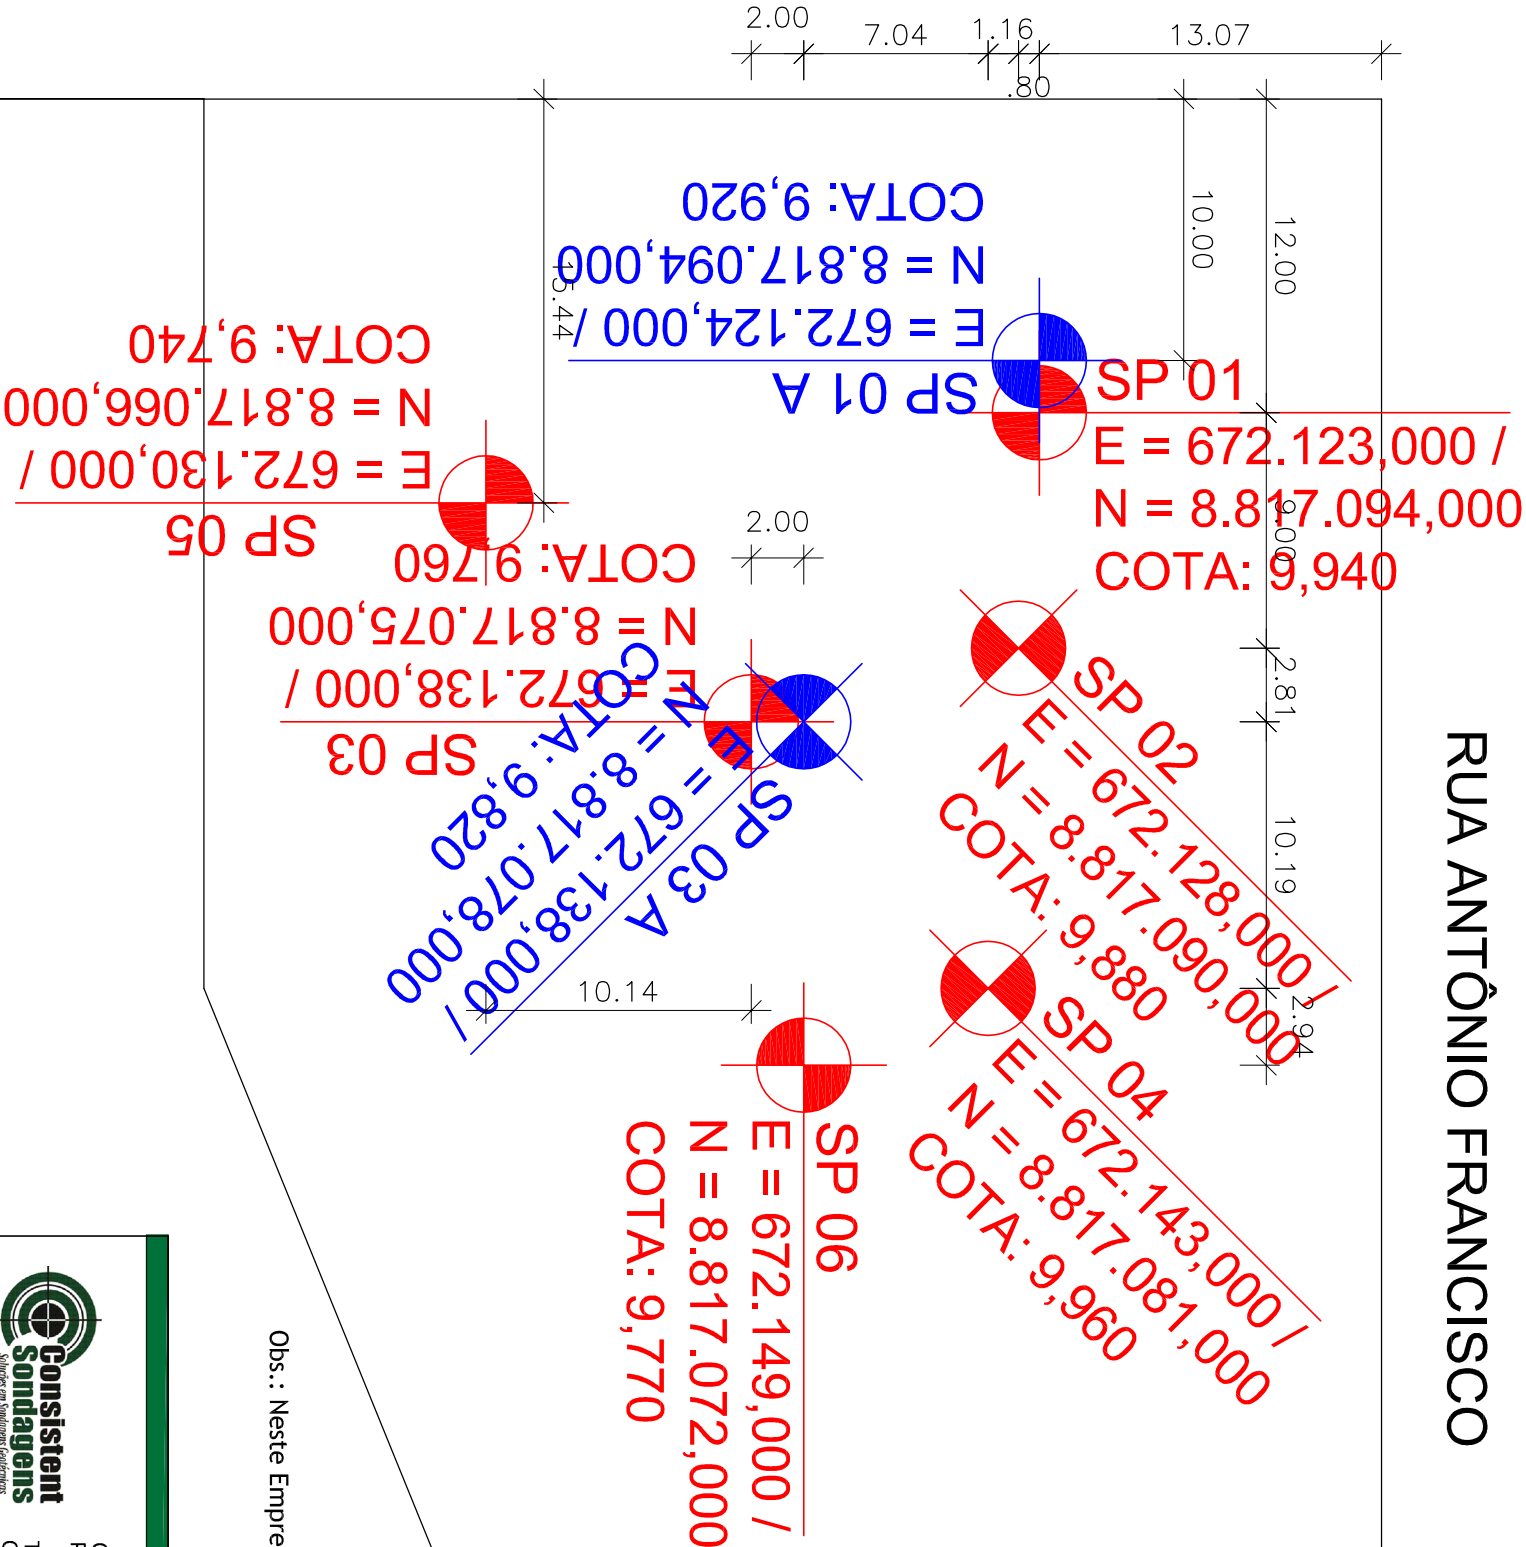 2.00
7.04
1.16
13.07
.80
10.00
12.00
15.44
9.00
2.00
2.81
10.19
2.94
10.14
SP 01 A
E = 672.124,000 /
N = 8.817.094,000
COTA: 9,920
SP 01
E = 672.123,000 /
N = 8.817.094,000
COTA: 9,940
SP 05
E = 672.130,000 /
N = 8.817.066,000
COTA: 9,740
SP 03
E = 672.138,000 /
N = 8.817.075,000
COTA: 9,760
SP 03 A
E = 672.138,000 /
N = 8.817.078,000
COTA: 9,820
SP 02
E = 672.128,000 /
N = 8.817.090,000
COTA: 9,880
SP 04
E = 672.143,000 /
N = 8.817.081,000
COTA: 9,960
SP 06
E = 672.149,000 /
N = 8.817.072,000
COTA: 9,770
RUA ANTÔNIO FRANCISCO
Obs.: Neste Empre
Consistent
Sondagens
Soluções em Sondagens Geotécnicas